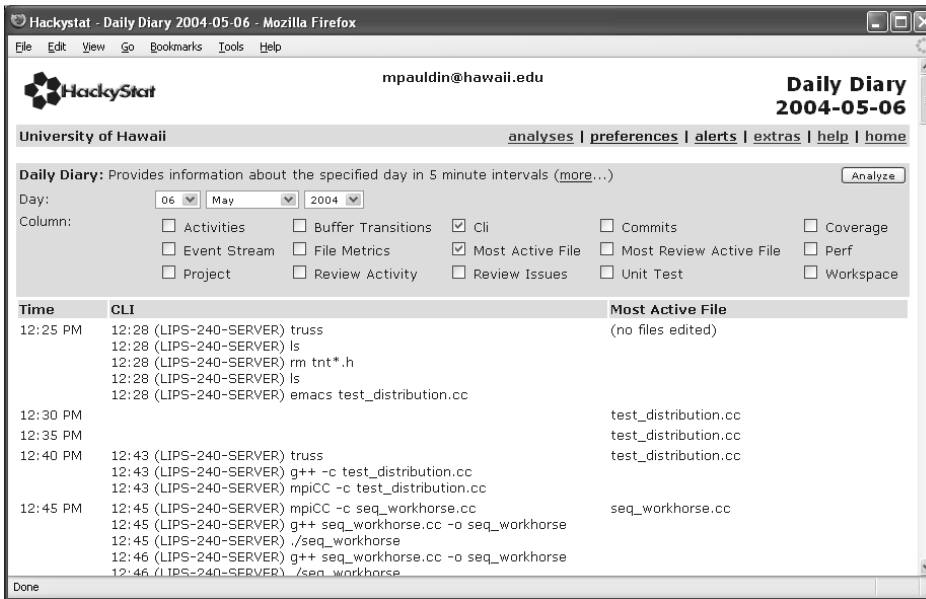 Hackystat - Daily Diary 2004-05-06 - Mozilla Firefox
File Edit View Go Bookmarks Tools Help
HackyStat
mpauldin@hawaii.edu
Daily Diary
2004-05-06
University of Hawaii
analyses | preferences | alerts | extras | help | home
Daily Diary: Provides information about the specified day in 5 minute intervals (more...) Analyze
Day: 06 May 2004
Column: Activities Buffer Transitions Cli Commits Coverage
Event Stream File Metrics Most Active File Most Review Active File Perf
Project Review Activity Review Issues Unit Test Workspace
Time CLI Most Active File
12:25 PM 12:28 (LIPS-240-SERVER) truss (no files edited)
12:28 (LIPS-240-SERVER) ls
12:28 (LIPS-240-SERVER) rm tnt*.h
12:28 (LIPS-240-SERVER) ls
12:28 (LIPS-240-SERVER) emacs test_distribution.cc
12:30 PM test_distribution.cc
12:35 PM test_distribution.cc
12:40 PM 12:43 (LIPS-240-SERVER) truss test_distribution.cc
12:43 (LIPS-240-SERVER) g++ -c test_distribution.cc
12:43 (LIPS-240-SERVER) mpiCC -c test_distribution.cc
12:45 PM 12:45 (LIPS-240-SERVER) mpiCC -c seq_workhorse.cc seq_workhorse.cc
12:45 (LIPS-240-SERVER) g++ seq_workhorse.cc -o seq_workhorse
12:45 (LIPS-240-SERVER) ./seq_workhorse
12:46 (LIPS-240-SERVER) g++ seq_workhorse.cc -o seq_workhorse
12:46 (LIPS-240-SERVER) ./seq_workhorse
Done